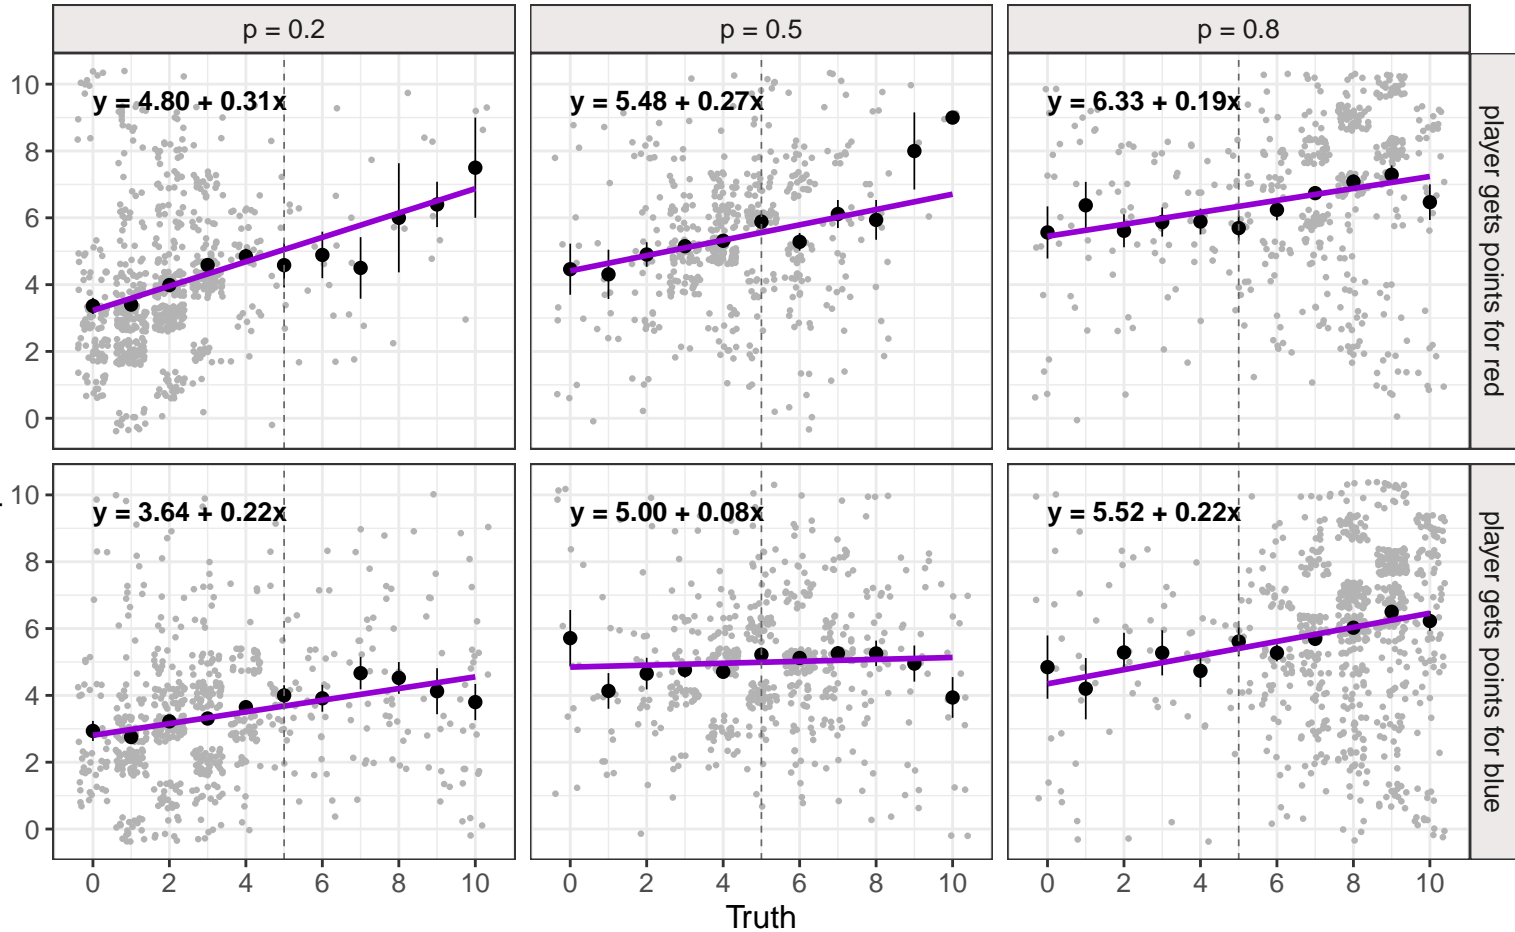 p = 0.2
p = 0.5
p = 0.8
y = 4.80 + 0.31x
y = 5.48 + 0.27x
y = 6.33 + 0.19x
10
8
6
4
2
0
player gets points for red
y = 3.64 + 0.22x
y = 5.00 + 0.08x
y = 5.52 + 0.22x
10
8
6
4
2
0
player gets points for blue
0 2 4 6 8 10
0 2 4 6 8 10
0 2 4 6 8 10
Truth